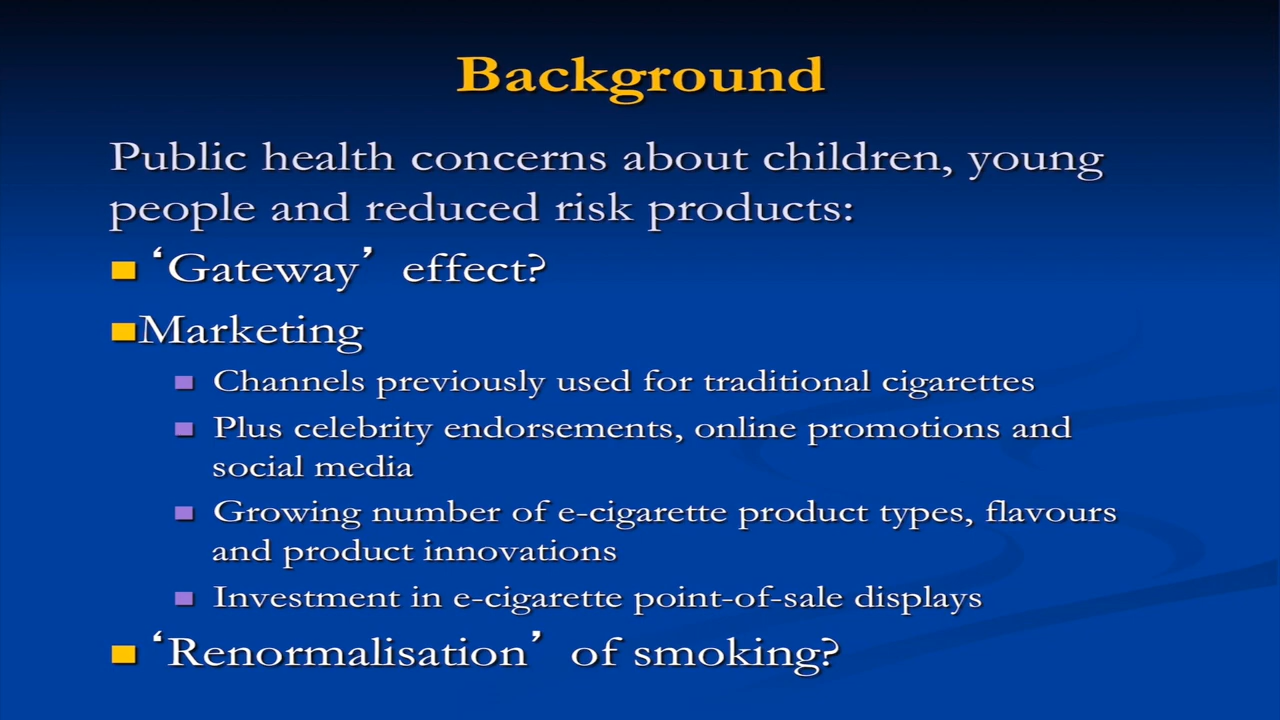 Background
Public health concerns about children, young
people and reduced risk products:
‘Gateway’ effect?
Marketing
Channels previously used for traditional cigarettes
Plus celebrity endorsements, online promotions and
social media
Growing number of e-cigarette product types, flavours
and product innovations
Investment in e-cigarette point-of-sale displays
‘Renormalisation’ of smoking?